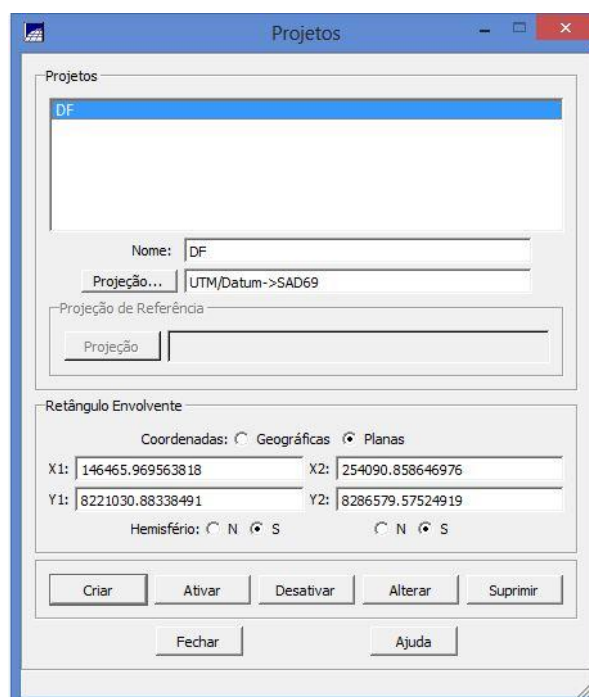 Projetos
Projetos
DF
Nome: DF
Projeção... UTM/Datum->SAD69
Projeção de Referência
Projeção
Retângulo Envolvente
Coordenadas: Geográficas Planas
X1: 146465.969563818 X2: 254090.858646976
Y1: 8221030.88338491 Y2: 8286579.57524919
Hemisfério: N S N S
Criar Ativar Desativar Alterar Suprimir
Fechar Ajuda